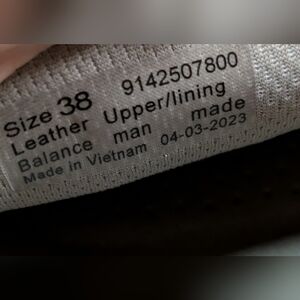 Size 38 9142507800
Leather Upper/lining
Balance man made
Made in Vietnam 04-03-2023